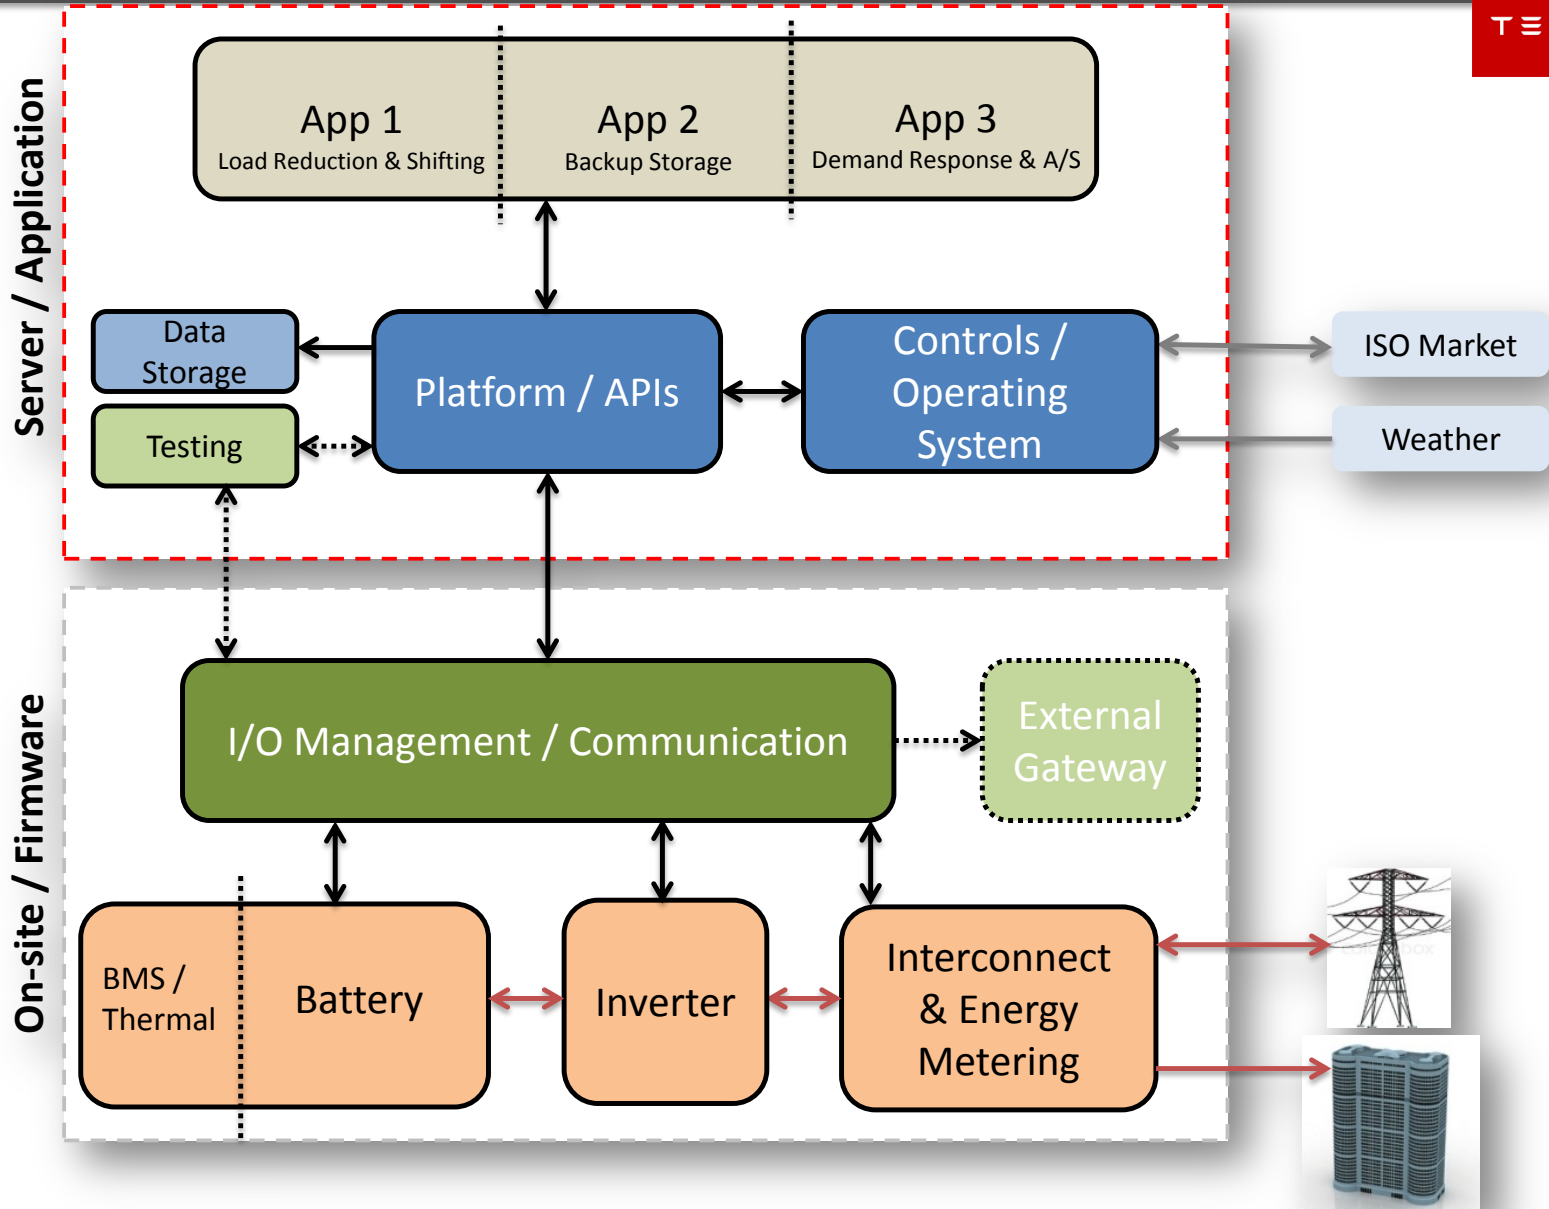 TE
Server / Application
App 1
Load Reduction & Shifting
App 2
Backup Storage
App 3
Demand Response & A/S
Data
Storage
Testing
Platform / APIs
Controls /
Operating
System
ISO Market
Weather
On-site / Firmware
I/O Management / Communication
External
Gateway
BMS /
Thermal
Battery
Inverter
Interconnect
& Energy
Metering